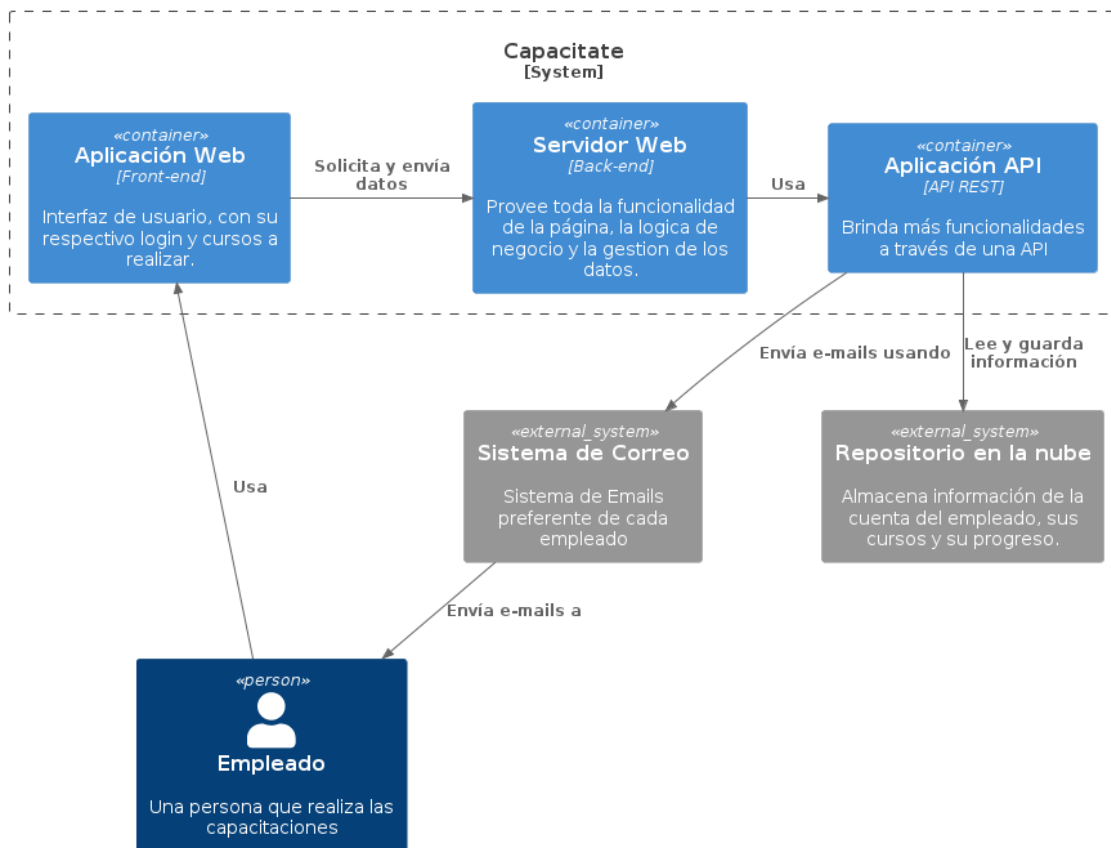 Capacitate
[System]
«container»
Aplicación Web
[Front-end]
Interfaz de usuario, con su
respectivo login y cursos a
realizar.
Solicita y envía
datos
«container»
Servidor Web
[Back-end]
Provee toda la funcionalidad
de la página, la logica de
negocio y la gestion de los
datos.
Usa
«container»
Aplicación API
[API REST]
Brinda más funcionalidades
a través de una API
Envía e-mails usando
Lee y guarda
información
«external_system»
Sistema de Correo
Sistema de Emails
preferente de cada
empleado
«external_system»
Repositorio en la nube
Almacena información de la
cuenta del empleado, sus
cursos y su progreso.
Usa
Envía e-mails a
«person»
Empleado
Una persona que realiza las
capacitaciones